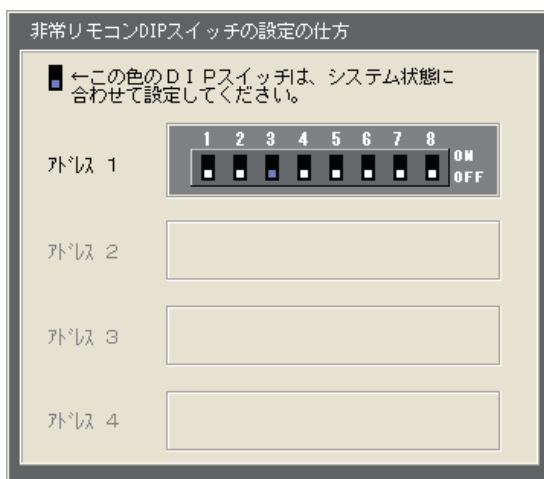 非常リモコンDIPスイッチの設定の仕方
←この色のＤＩＰスイッチは、システム状態に
合わせて設定してください。
1 2 3 4 5 6 7 8
ON
ｱﾄﾞﾚｽ 1
OFF
ｱﾄﾞﾚｽ 2
ｱﾄﾞﾚｽ 3
ｱﾄﾞﾚｽ 4